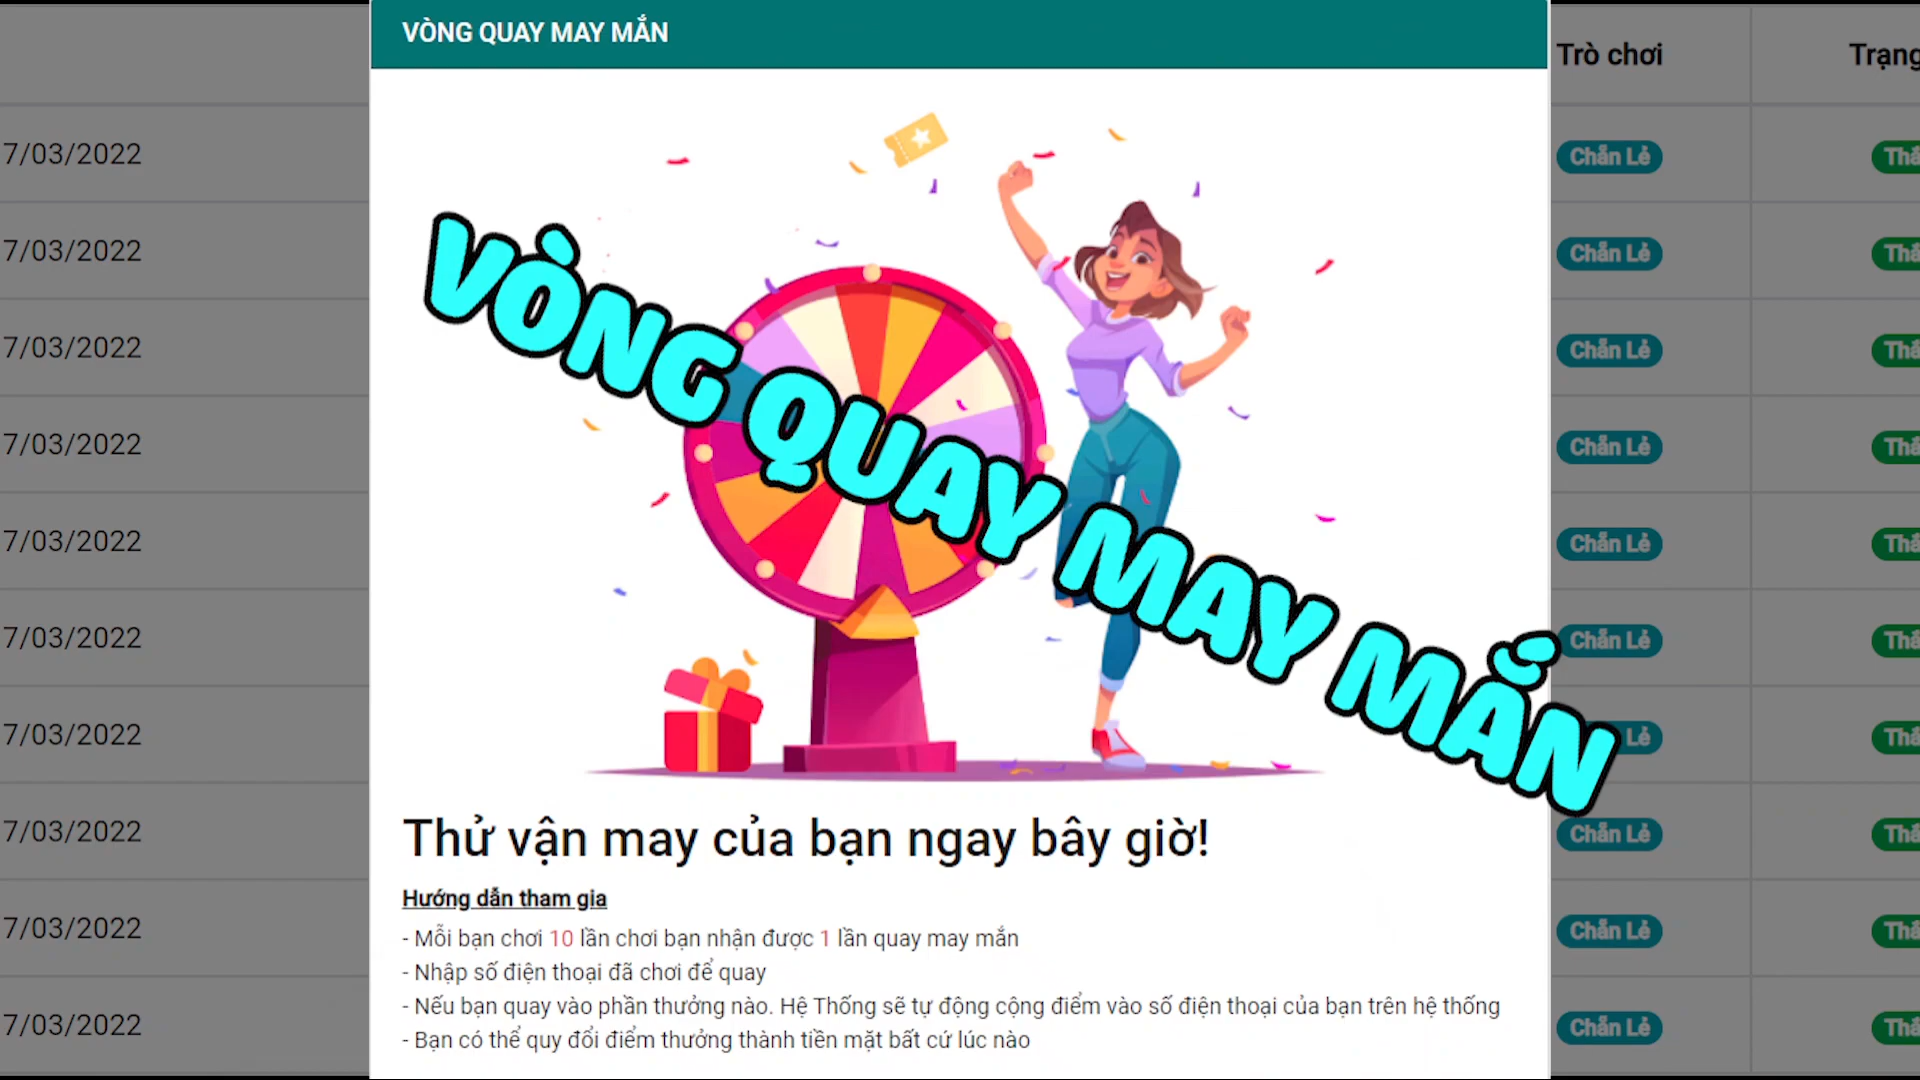 VÒNG QUAY MAY MẮN
Trò chơi
7/03/2022
Chẵn Lẻ
7/03/2022
Chẵn Lẻ
7/03/2022
Chẵn Lẻ
7/03/2022
Chẵn Lẻ
7/03/2022
Chẵn Lẻ
7/03/2022
Chẵn Lẻ
7/03/2022
Lẻ
7/03/2022
Chẵn Lẻ
7/03/2022
Chẵn Lẻ
7/03/2022
Chẵn Lẻ
VÒNG QUAY MAY MẮN
Thử vận may của bạn ngay bây giờ!
Hướng dẫn tham gia
- Mỗi bạn chơi 10 lần chơi bạn nhận được 1 lần quay may mắn
- Nhập số điện thoại đã chơi để quay
- Nếu bạn quay vào phần thưởng nào. Hệ Thống sẽ tự động cộng điểm vào số điện thoại của bạn trên hệ thống
- Bạn có thể quy đổi điểm thưởng thành tiền mặt bất cứ lúc nào